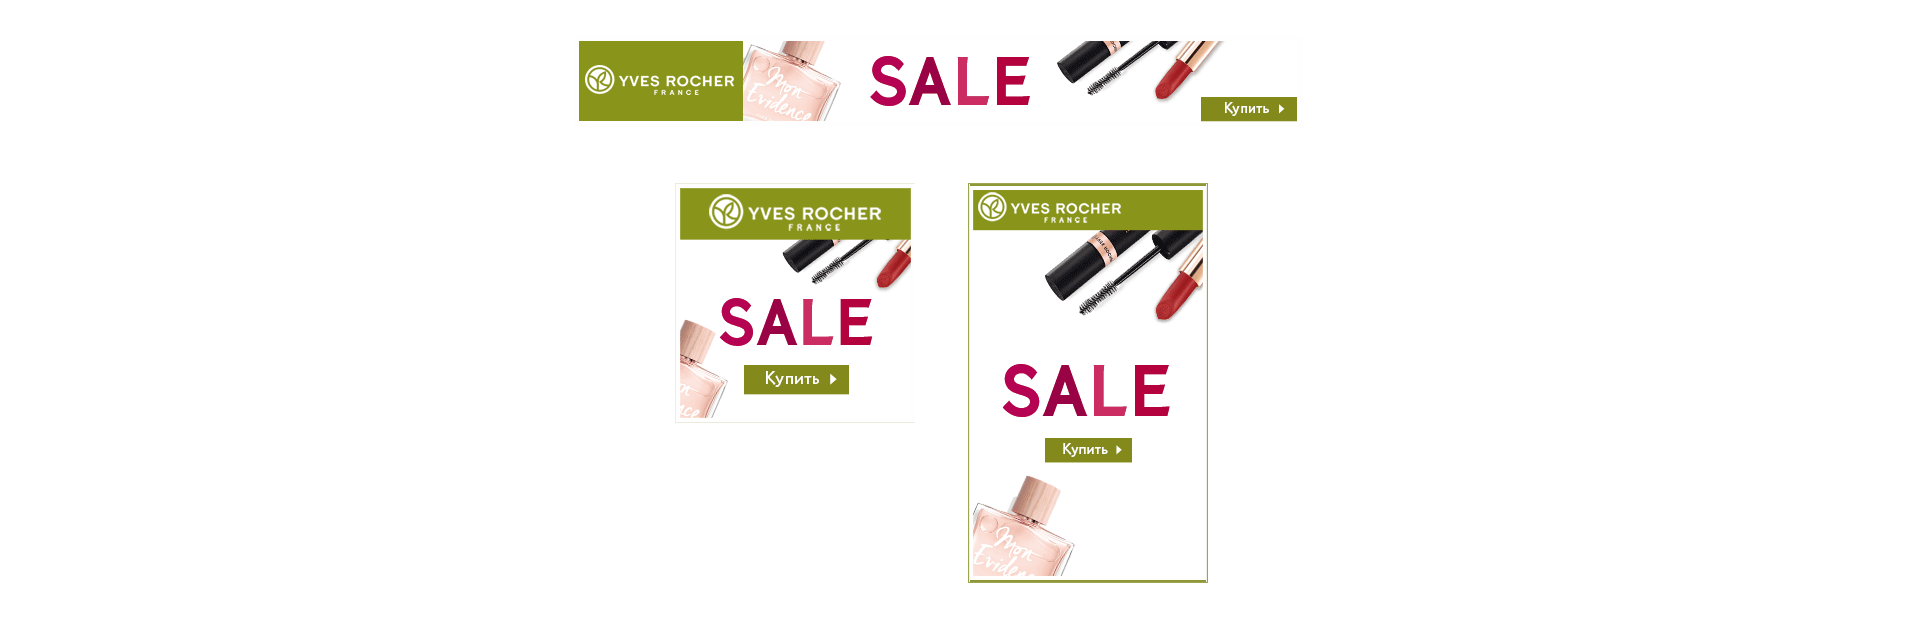 YVES ROCHER
FRANCE
Mon
Evidence
SALE
Купить
YVES ROCHER
FRANCE
SALE
Купить
YVES ROCHER
FRANCE
SALE
Купить
Mon
Evidence